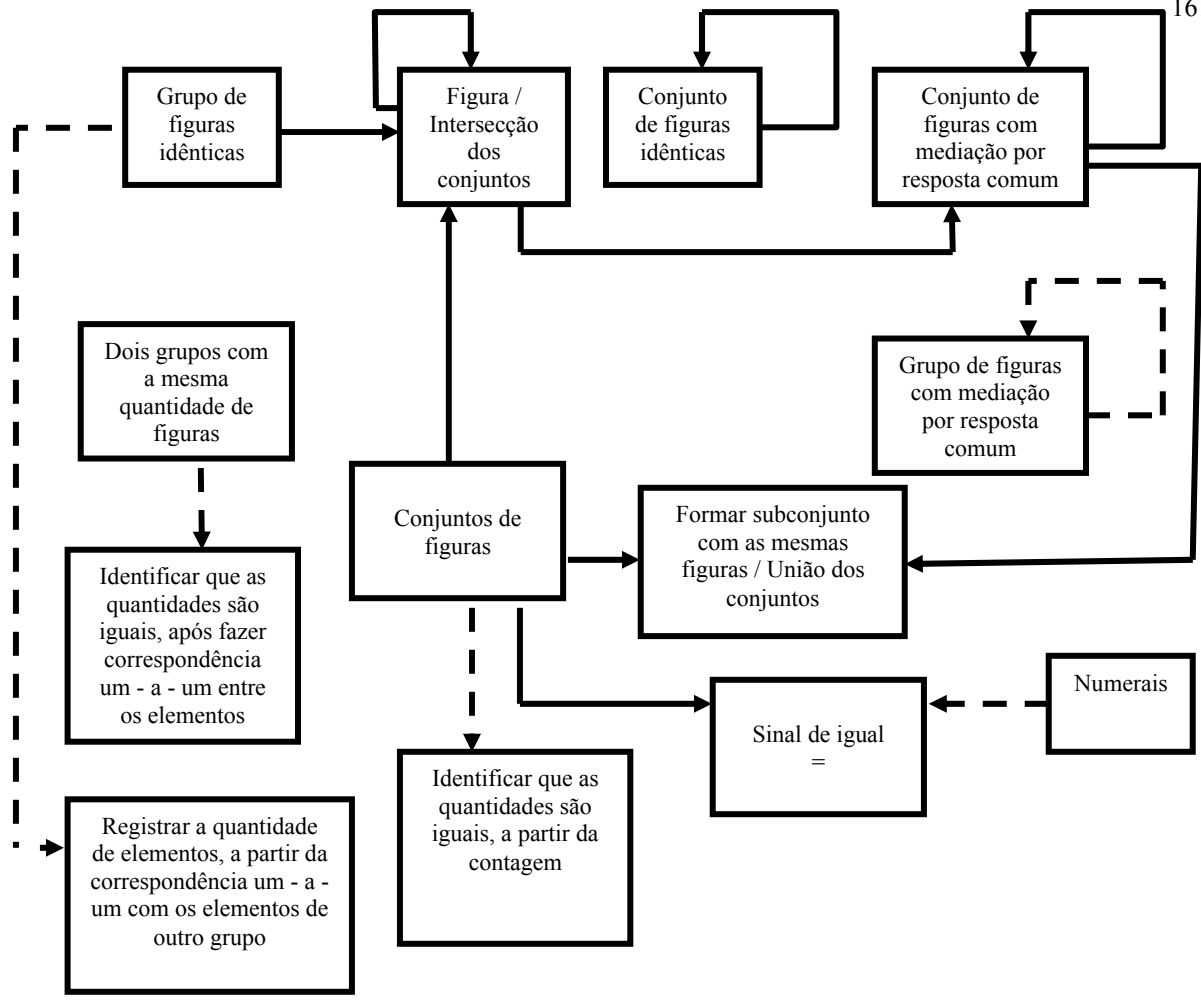 16
Grupo de
figuras
idênticas
Figura /
Intersecção
dos
conjuntos
Conjunto
de figuras
idênticas
Conjunto de
figuras com
mediação por
resposta comum
Dois grupos com
a mesma
quantidade de
figuras
Grupo de figuras
com mediação
por resposta
comum
Conjuntos de
figuras
Formar subconjunto
com as mesmas
figuras / União dos
conjuntos
Identificar que as
quantidades são
iguais, após fazer
correspondência
um - a - um entre
os elementos
Numerais
Sinal de igual
=
Identificar que as
quantidades são
iguais, a partir da
contagem
Registrar a quantidade
de elementos, a partir da
correspondência um - a -
um com os elementos de
outro grupo